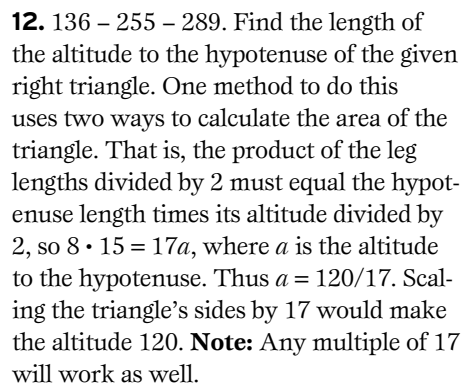 12. 136 – 255 – 289. Find the length of
the altitude to the hypotenuse of the given
right triangle. One method to do this
uses two ways to calculate the area of the
triangle. That is, the product of the leg
lengths divided by 2 must equal the hypot-
enuse length times its altitude divided by
2, so 8 • 15 = 17a, where a is the altitude
to the hypotenuse. Thus a = 120/17. Scal-
ing the triangle’s sides by 17 would make
the altitude 120. Note: Any multiple of 17
will work as well.